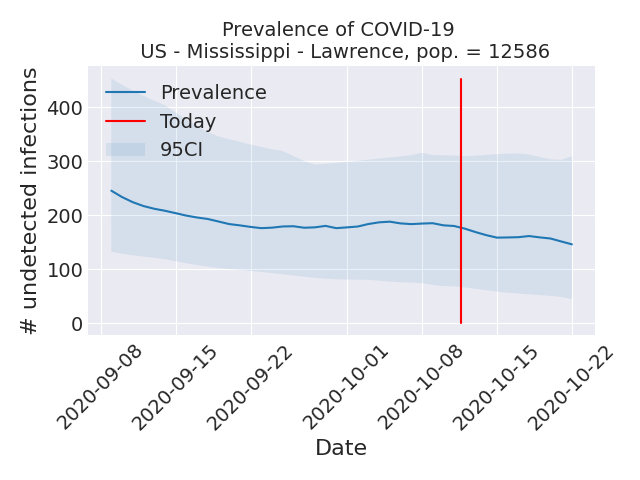 Prevalence of COVID-19
US - Mississippi - Lawrence, pop. = 12586
# undetected infections
400
300
200
100
0
Prevalence
Today
95CI
2020-09-08
2020-09-15
2020-09-22
2020-10-01
2020-10-08
2020-10-15
2020-10-22
Date